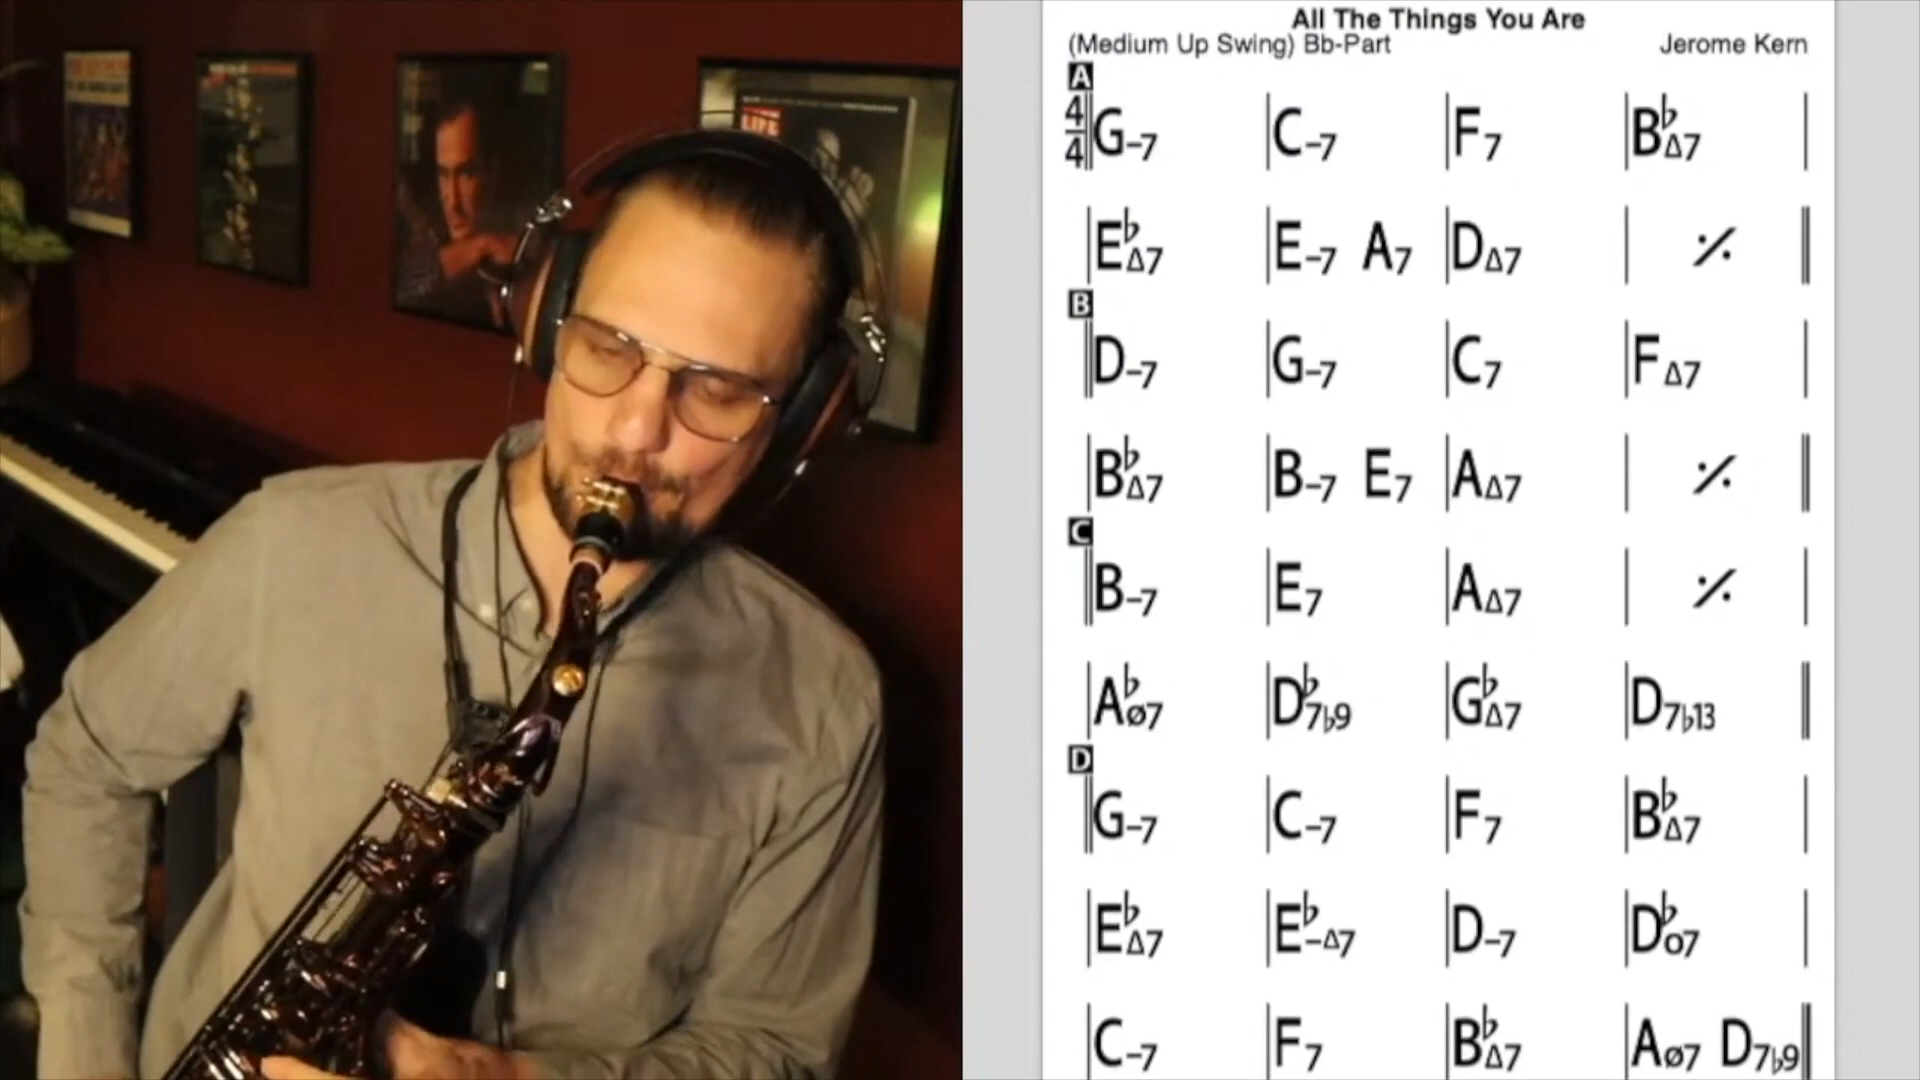 LIFE
All The Things You Are
(Medium Up Swing) Bb-Part Jerome Kern
A
4/4 G–7 C–7 F7 B♭Δ7
E♭Δ7 E–7 A7 DΔ7 𝄎
B
D–7 G–7 C7 FΔ7
B♭Δ7 B–7 E7 AΔ7 𝄎
C
B–7 E7 AΔ7 𝄎
A♭ø7 D♭7♭9 G♭Δ7 D7♭13
D
G–7 C–7 F7 B♭Δ7
E♭Δ7 E♭–Δ7 D–7 D♭o7
C–7 F7 B♭Δ7 Aø7 D7♭9